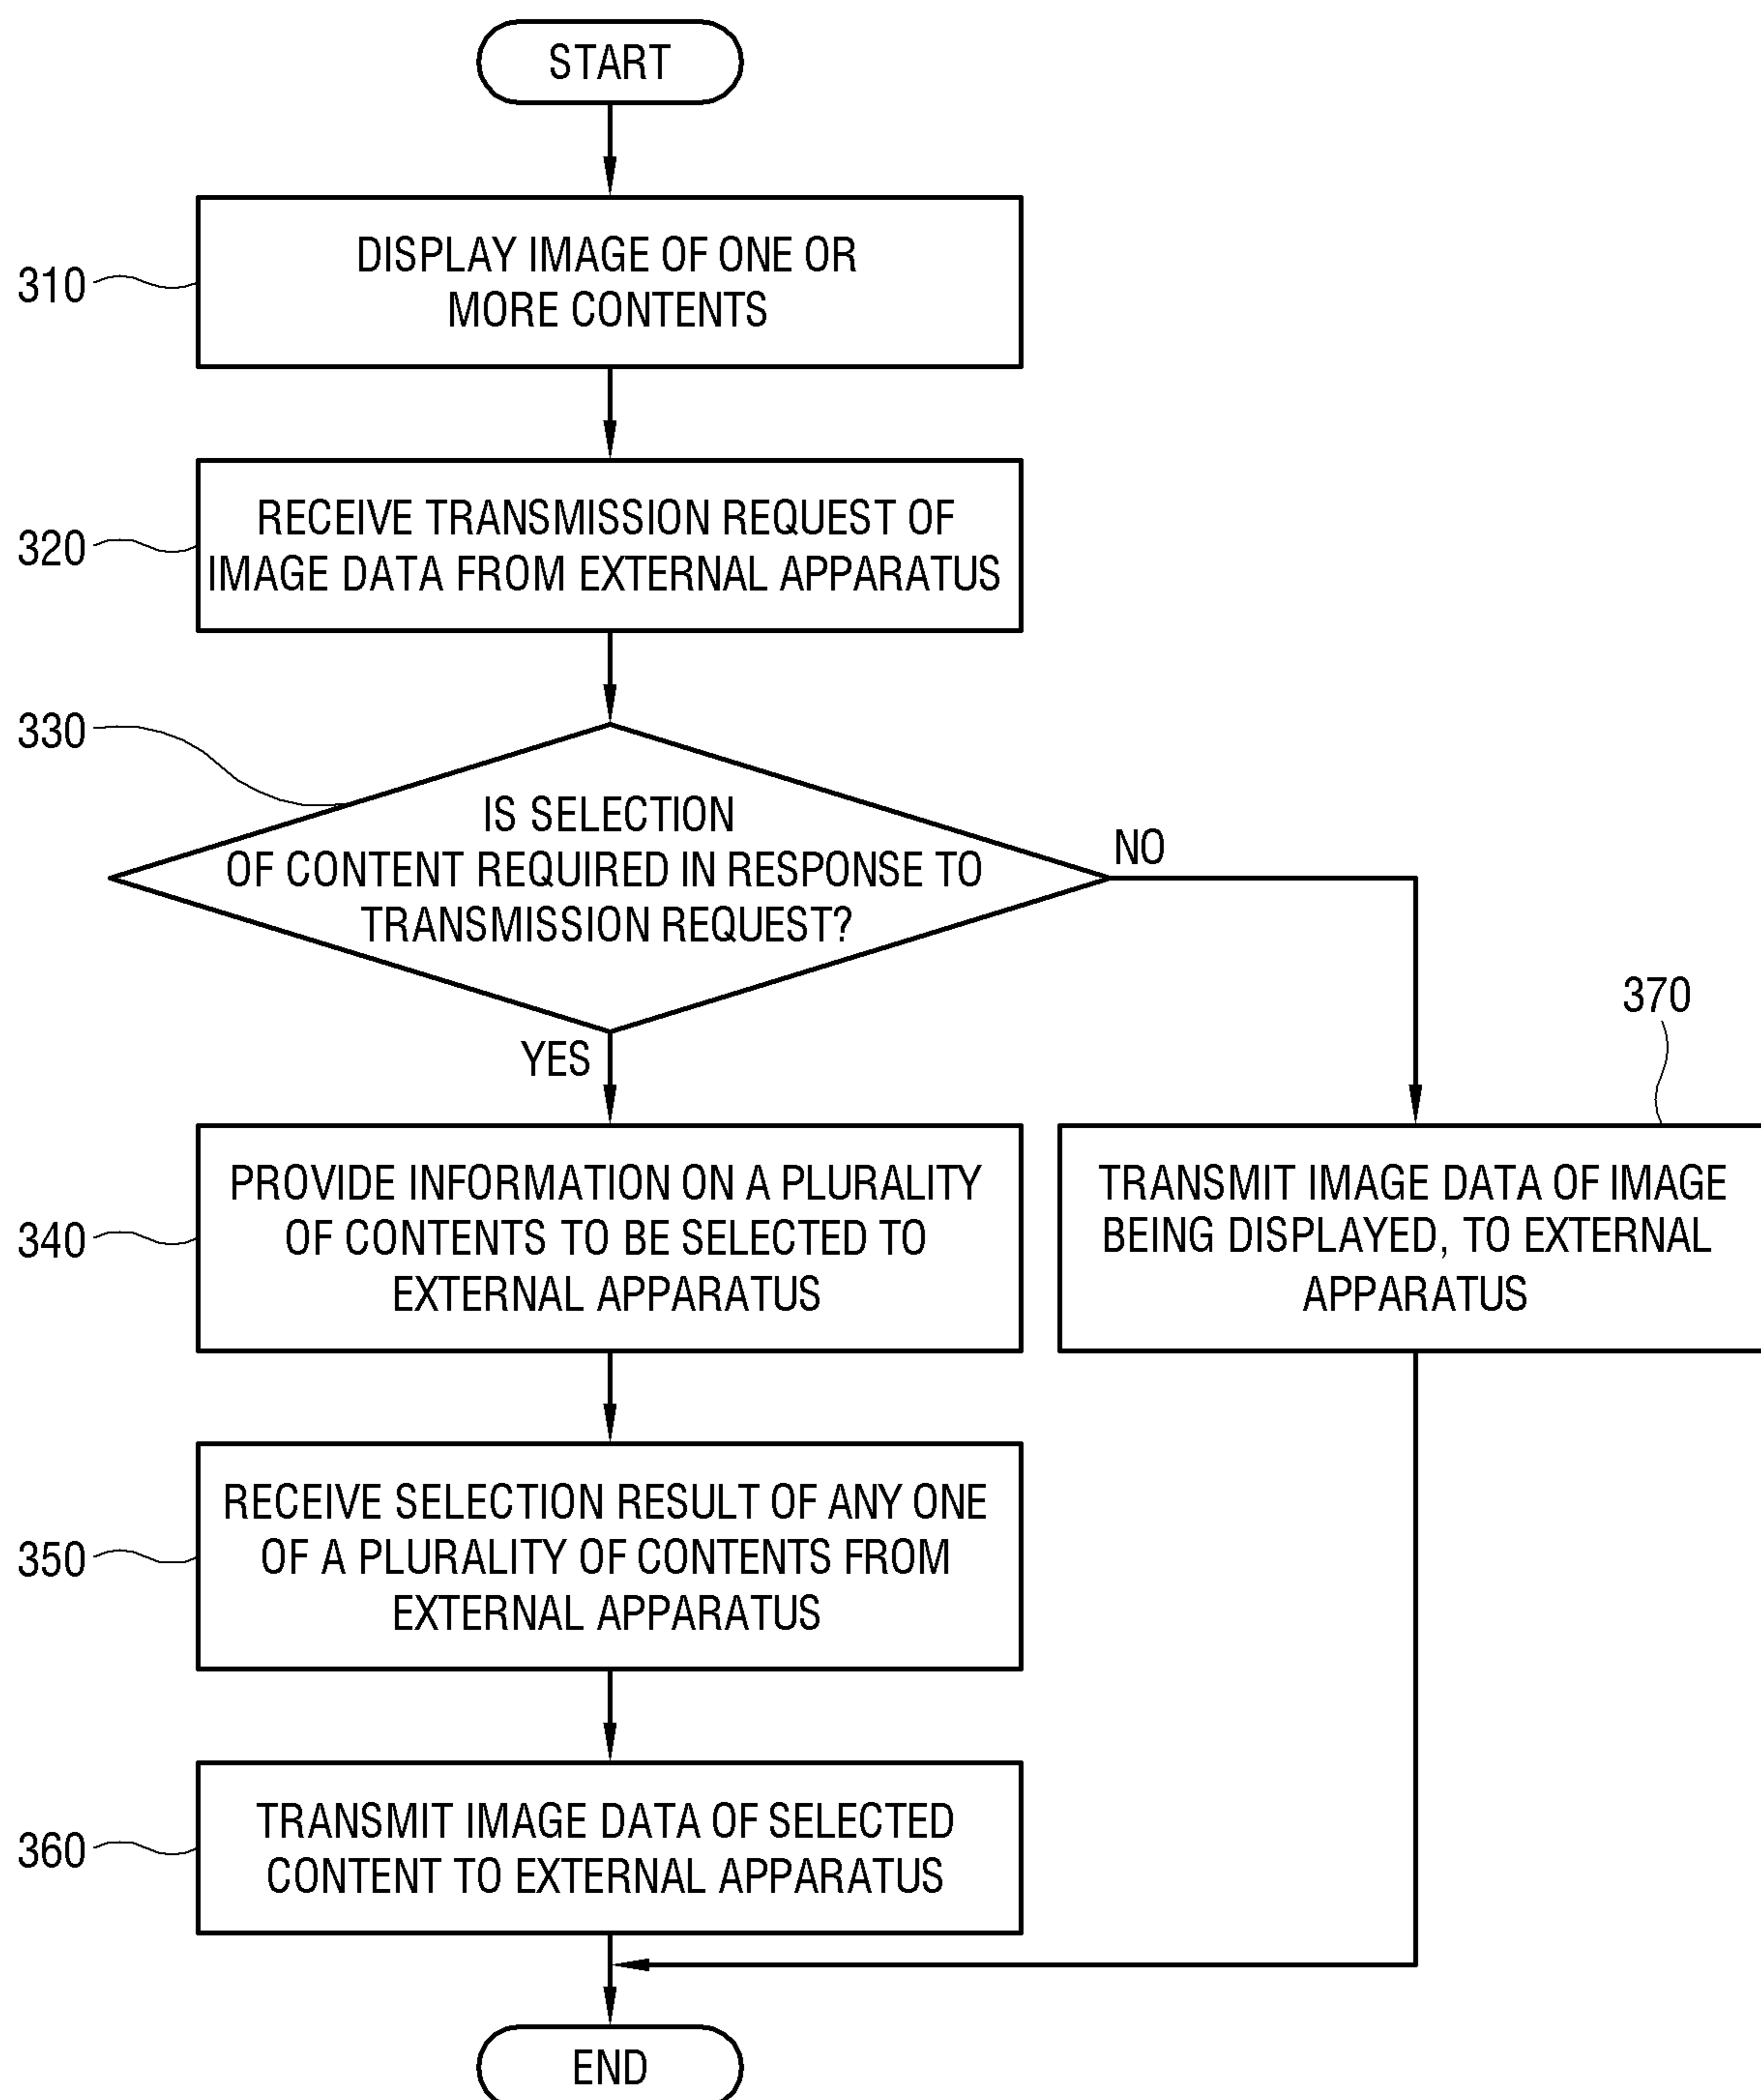 START
310
DISPLAY IMAGE OF ONE OR
MORE CONTENTS
320
RECEIVE TRANSMISSION REQUEST OF
IMAGE DATA FROM EXTERNAL APPARATUS
330
IS SELECTION
OF CONTENT REQUIRED IN RESPONSE TO
TRANSMISSION REQUEST?
NO
YES
340
PROVIDE INFORMATION ON A PLURALITY
OF CONTENTS TO BE SELECTED TO
EXTERNAL APPARATUS
370
TRANSMIT IMAGE DATA OF IMAGE
BEING DISPLAYED, TO EXTERNAL
APPARATUS
350
RECEIVE SELECTION RESULT OF ANY ONE
OF A PLURALITY OF CONTENTS FROM
EXTERNAL APPARATUS
360
TRANSMIT IMAGE DATA OF SELECTED
CONTENT TO EXTERNAL APPARATUS
END